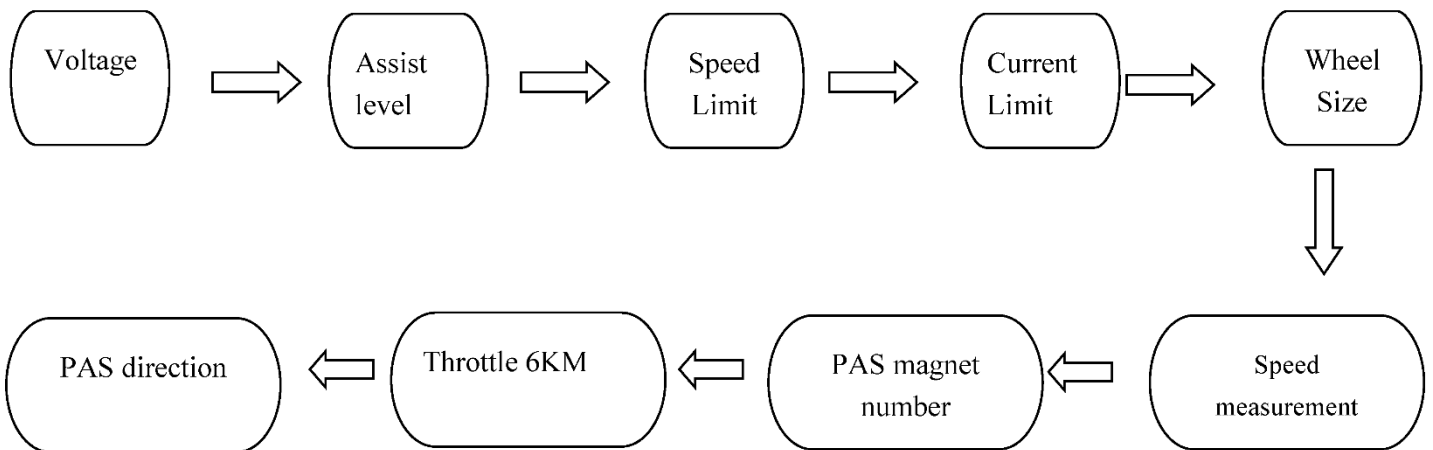 Voltage
Assist
level
Speed
Limit
Current
Limit
Wheel
Size
Speed
measurement
PAS magnet
number
Throttle 6KM
PAS direction